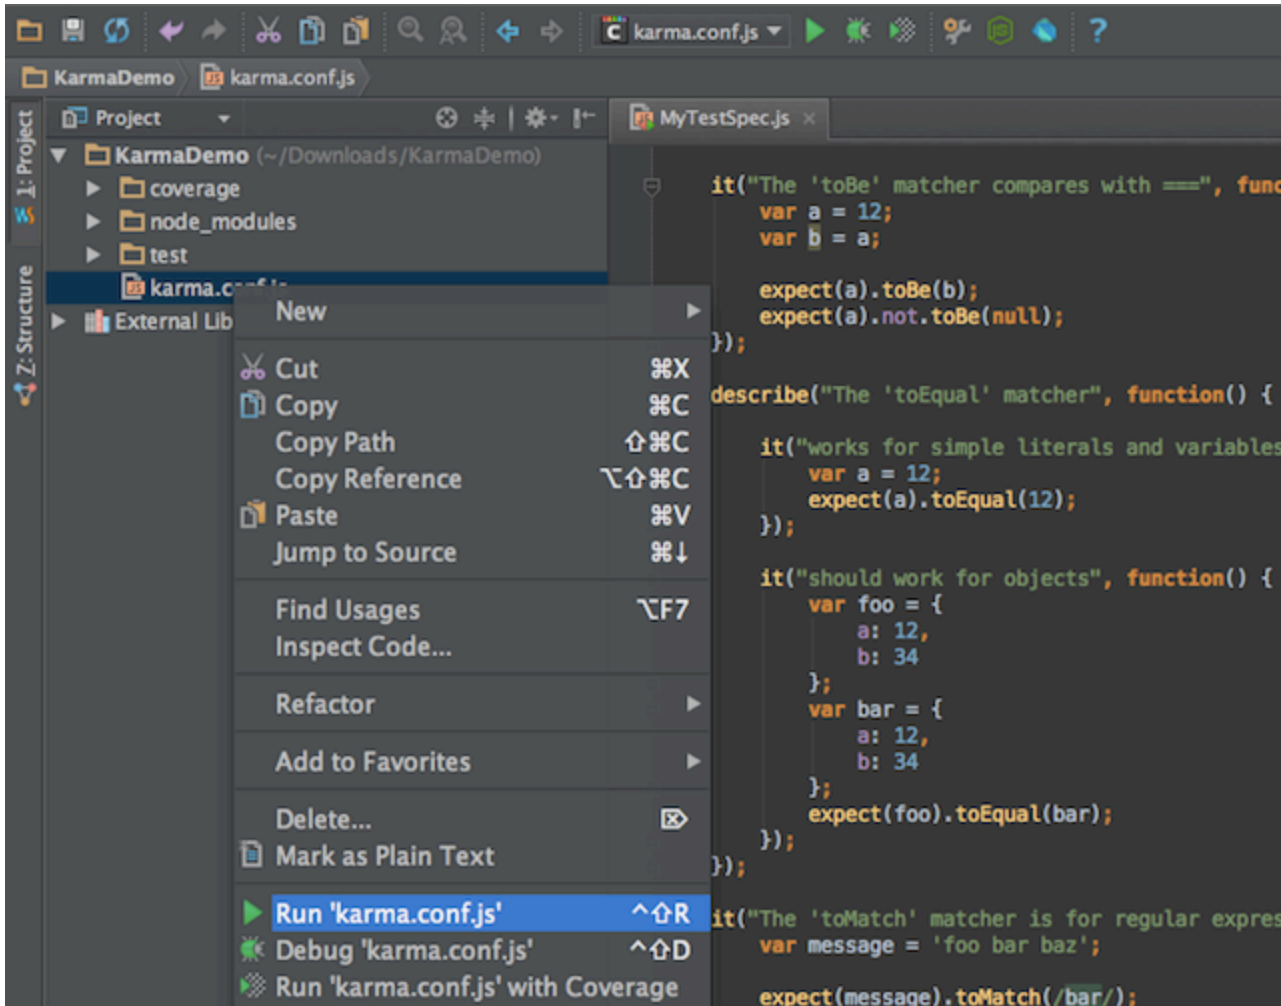 karma.conf.js
?
KarmaDemo karma.conf.js
1: Project
Z: Structure
Project
KarmaDemo (~/Downloads/KarmaDemo)
coverage
node_modules
test
karma.c
External Lib
New
Cut ⌘X
Copy ⌘C
Copy Path ⇧⌘C
Copy Reference ⌥⇧⌘C
Paste ⌘V
Jump to Source ⌘↓
Find Usages ⌥F7
Inspect Code...
Refactor
Add to Favorites
Delete... ⌦
Mark as Plain Text
Run 'karma.conf.js' ^⇧R
Debug 'karma.conf.js' ^⇧D
Run 'karma.conf.js' with Coverage
MyTestSpec.js
it("The 'toBe' matcher compares with ===", func
var a = 12;
var b = a;
expect(a).toBe(b);
expect(a).not.toBe(null);
});
describe("The 'toEqual' matcher", function() {
it("works for simple literals and variables
var a = 12;
expect(a).toEqual(12);
});
it("should work for objects", function() {
var foo = {
a: 12,
b: 34
};
var bar = {
a: 12,
b: 34
};
expect(foo).toEqual(bar);
});
});
it("The 'toMatch' matcher is for regular expres
var message = 'foo bar baz';
expect(message).toMatch(/bar/);